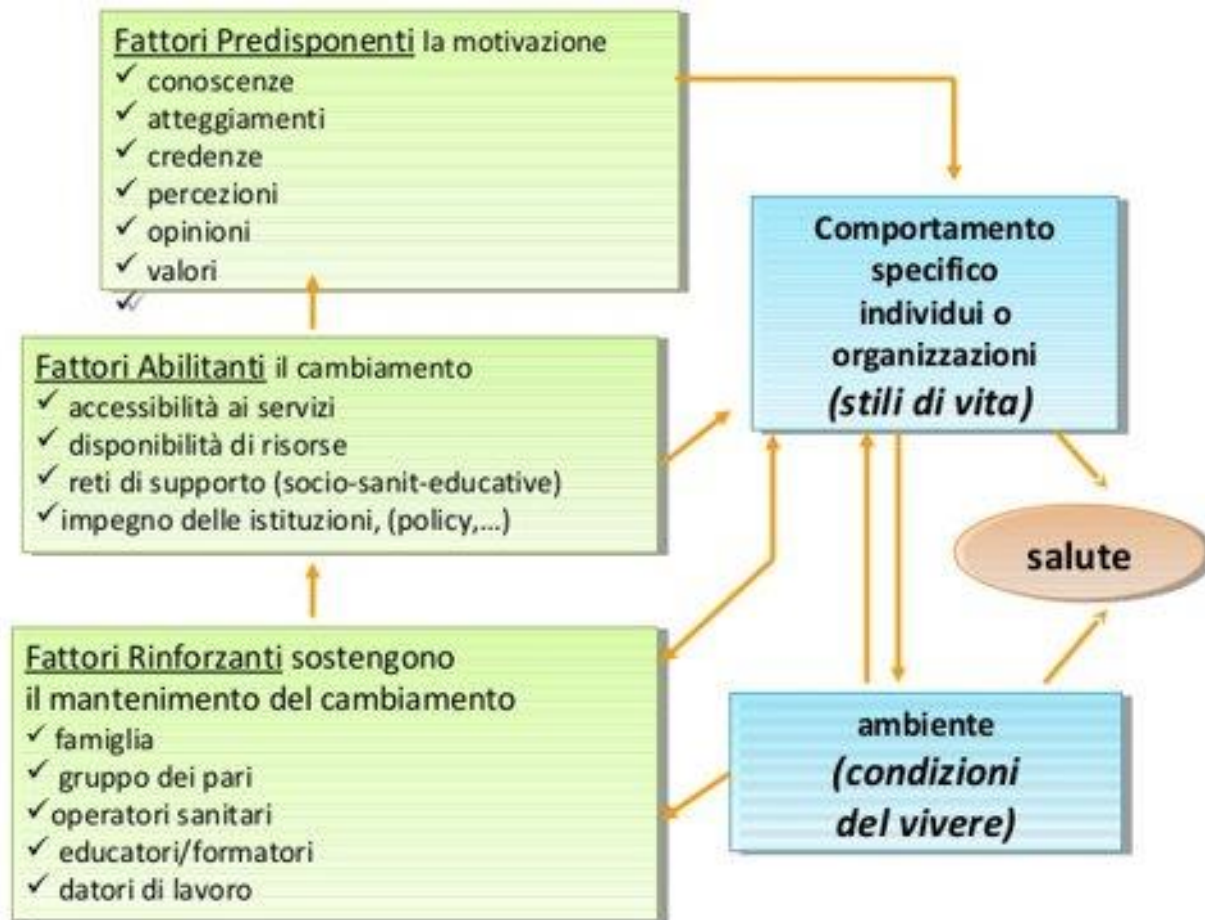 Fattori Predisponenti la motivazione
✓ conoscenze
✓ atteggiamenti
✓ credenze
✓ percezioni
✓ opinioni
✓ valori
✓
Fattori Abilitanti il cambiamento
✓ accessibilità ai servizi
✓ disponibilità di risorse
✓ reti di supporto (socio-sanit-educative)
✓ impegno delle istituzioni, (policy,...)
Fattori Rinforzanti sostengono
il mantenimento del cambiamento
✓ famiglia
✓ gruppo dei pari
✓ operatori sanitari
✓ educatori/formatori
✓ datori di lavoro
Comportamento
specifico
individui o
organizzazioni
(stili di vita)
salute
ambiente
(condizioni
del vivere)